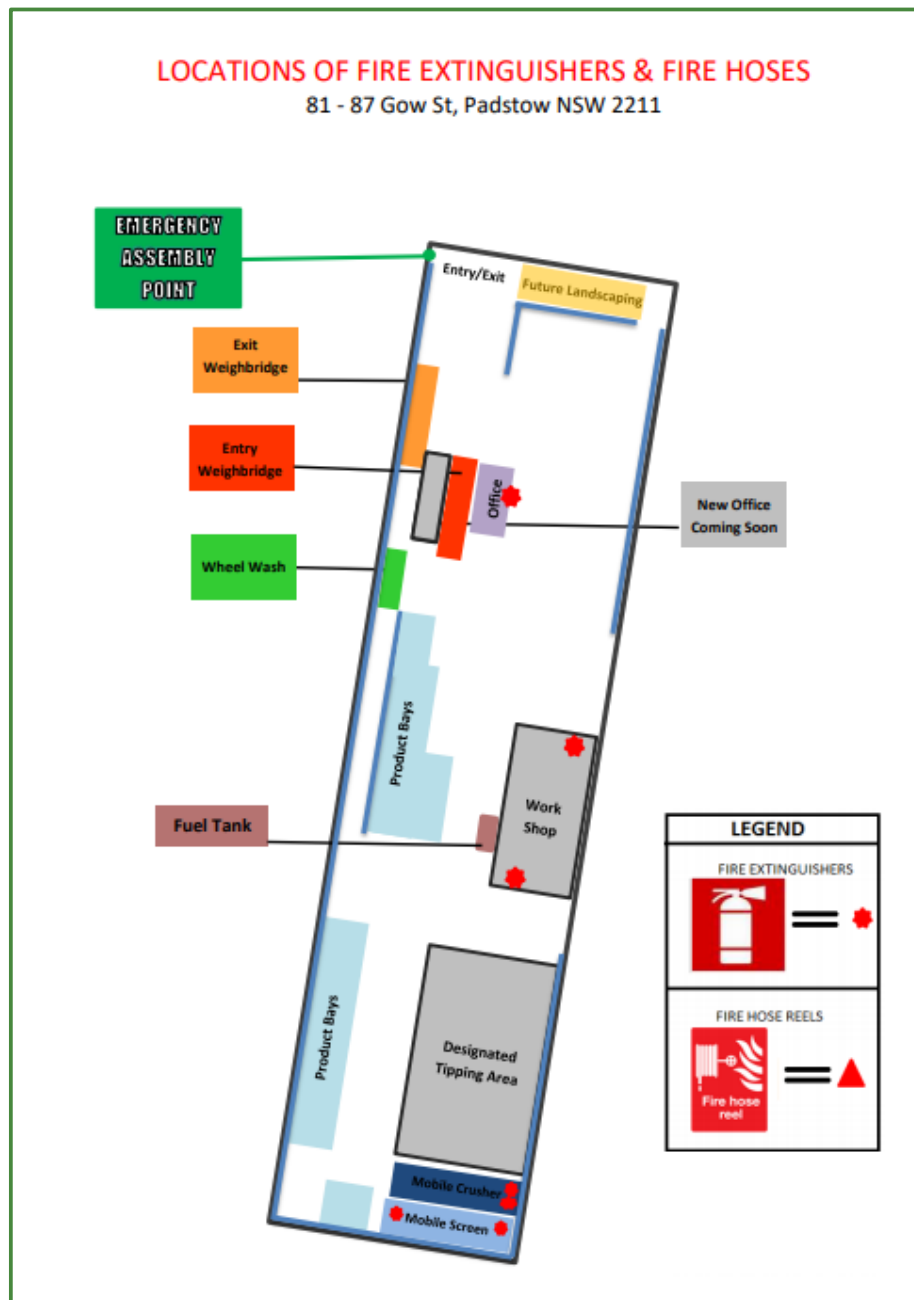 LOCATIONS OF FIRE EXTINGUISHERS & FIRE HOSES
81 - 87 Gow St, Padstow NSW 2211
EMERGENCY
ASSEMBLY
POINT
Entry/Exit
Future Landscaping
Exit
Weighbridge
Entry
Weighbridge
Office
New Office
Coming Soon
Wheel Wash
Product Bays
Work
Shop
Fuel Tank
LEGEND
FIRE EXTINGUISHERS
FIRE HOSE REELS
Fire hose
reel
Product Bays
Designated
Tipping Area
Mobile Crusher
Mobile Screen